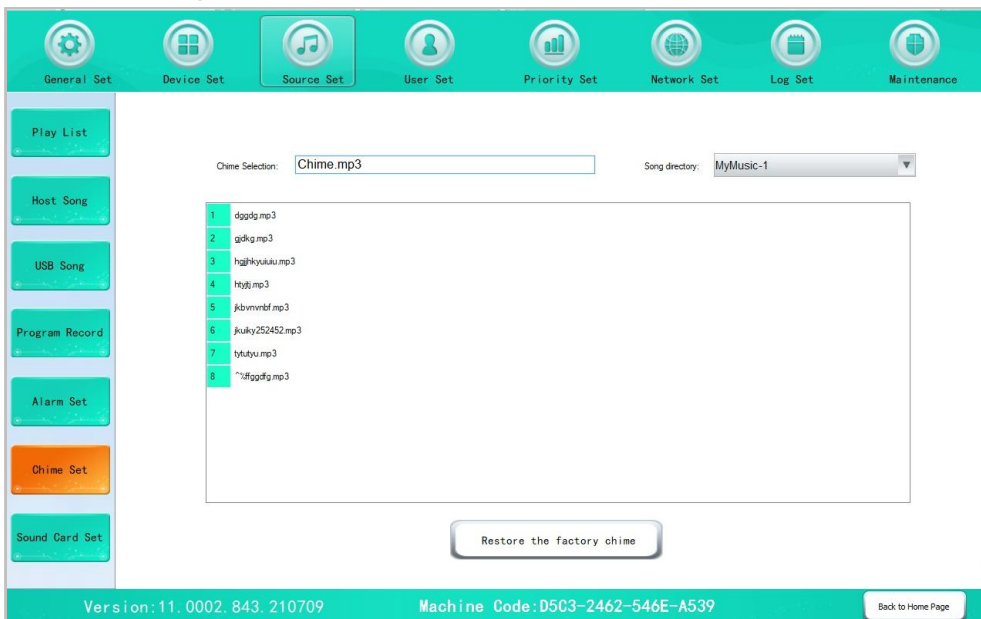 General Set Device Set Source Set User Set Priority Set Network Set Log Set Maintenance
Play List
Host Song
USB Song
Program Record
Alarm Set
Chime Set
Sound Card Set
Chime Selection: Chime.mp3 Song directory: MyMusic-1
1 dggdg.mp3
2 gjdkg.mp3
3 hgjhkyuiuiu.mp3
4 htyjtj.mp3
5 jkbvnvnbf.mp3
6 jkuiky252452.mp3
7 tytutyu.mp3
8 ^%ffggdfg.mp3
Restore the factory chime
Version:11.0002.843.210709 Machine Code:D5C3-2462-546E-A539 Back to Home Page